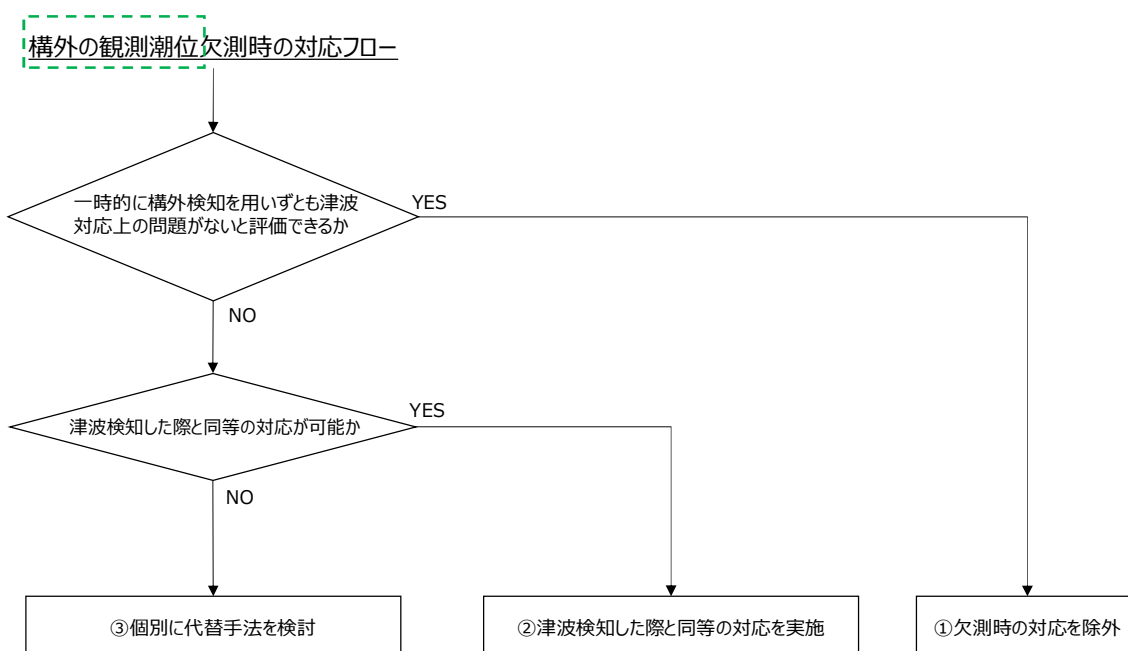 構外の観測潮位欠測時の対応フロー
一時的に構外検知を用いずとも津波
対応上の問題がないと評価できるか
YES
NO
津波検知した際と同等の対応が可能か
YES
NO
③個別に代替手法を検討
②津波検知した際と同等の対応を実施
①欠測時の対応を除外